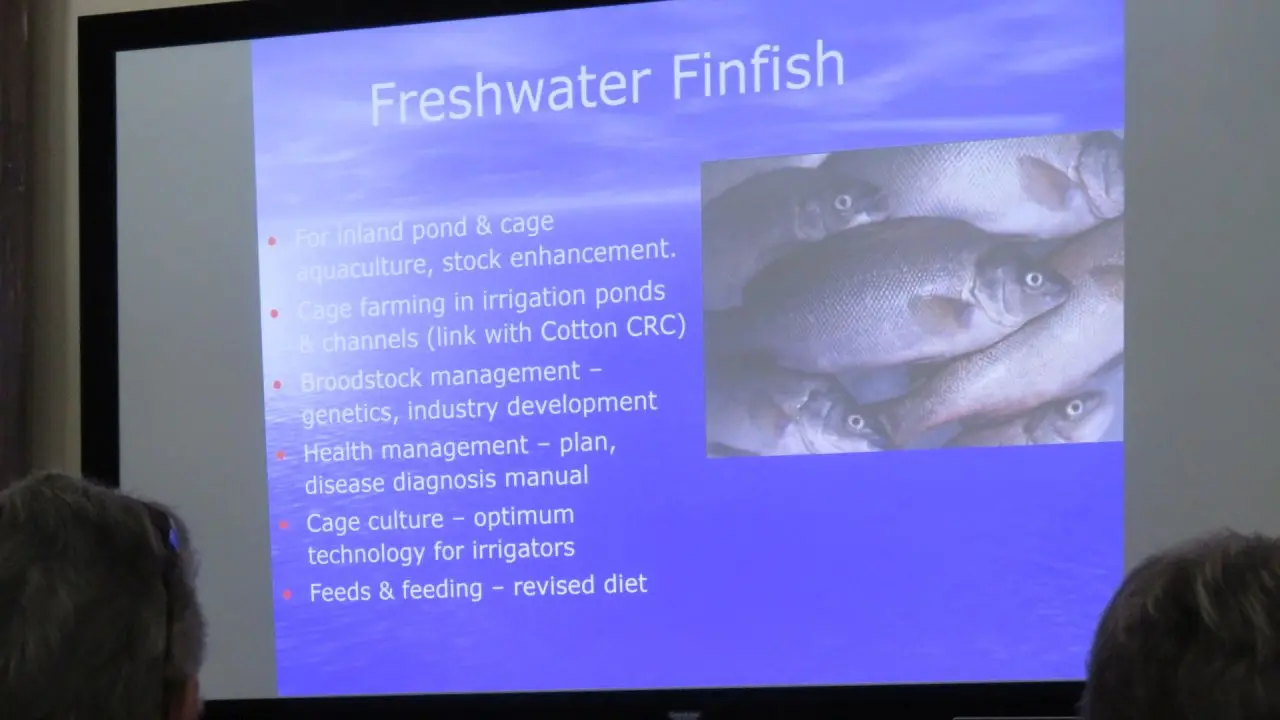 Freshwater Finfish
• For inland pond & cage
aquaculture, stock enhancement.
• Cage farming in irrigation ponds
& channels (link with Cotton CRC)
• Broodstock management –
genetics, industry development
• Health management – plan,
disease diagnosis manual
• Cage culture – optimum
technology for irrigators
• Feeds & feeding – revised diet